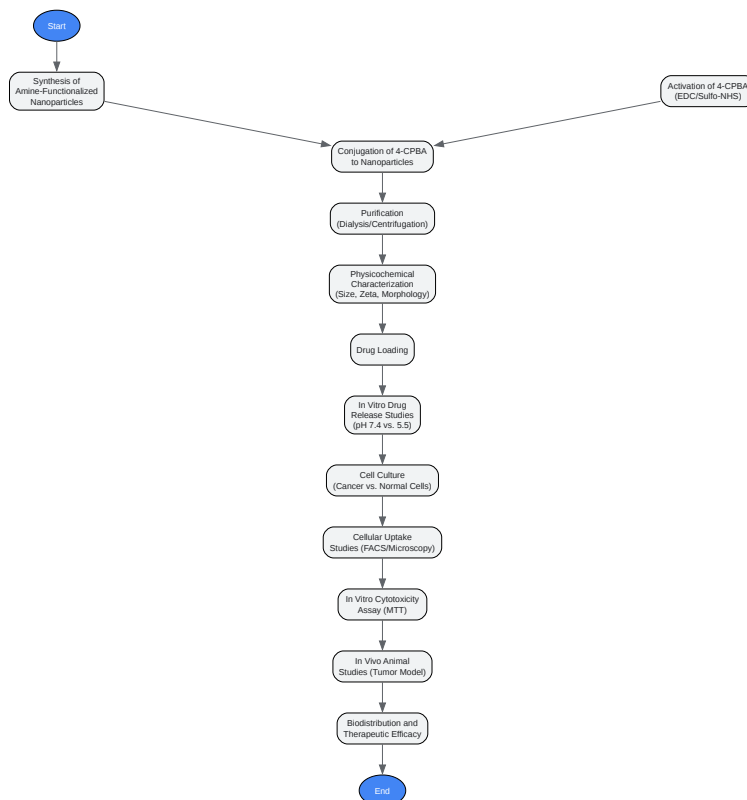 Start
Synthesis of
Amine-Functionalized
Nanoparticles
Activation of 4-CPBA
(EDC/Sulfo-NHS)
Conjugation of 4-CPBA
to Nanoparticles
Purification
(Dialysis/Centrifugation)
Physicochemical
Characterization
(Size, Zeta, Morphology)
Drug Loading
In Vitro Drug
Release Studies
(pH 7.4 vs. 5.5)
Cell Culture
(Cancer vs. Normal Cells)
Cellular Uptake
Studies (FACS/Microscopy)
In Vitro Cytotoxicity
Assay (MTT)
In Vivo Animal
Studies (Tumor Model)
Biodistribution and
Therapeutic Efficacy
End